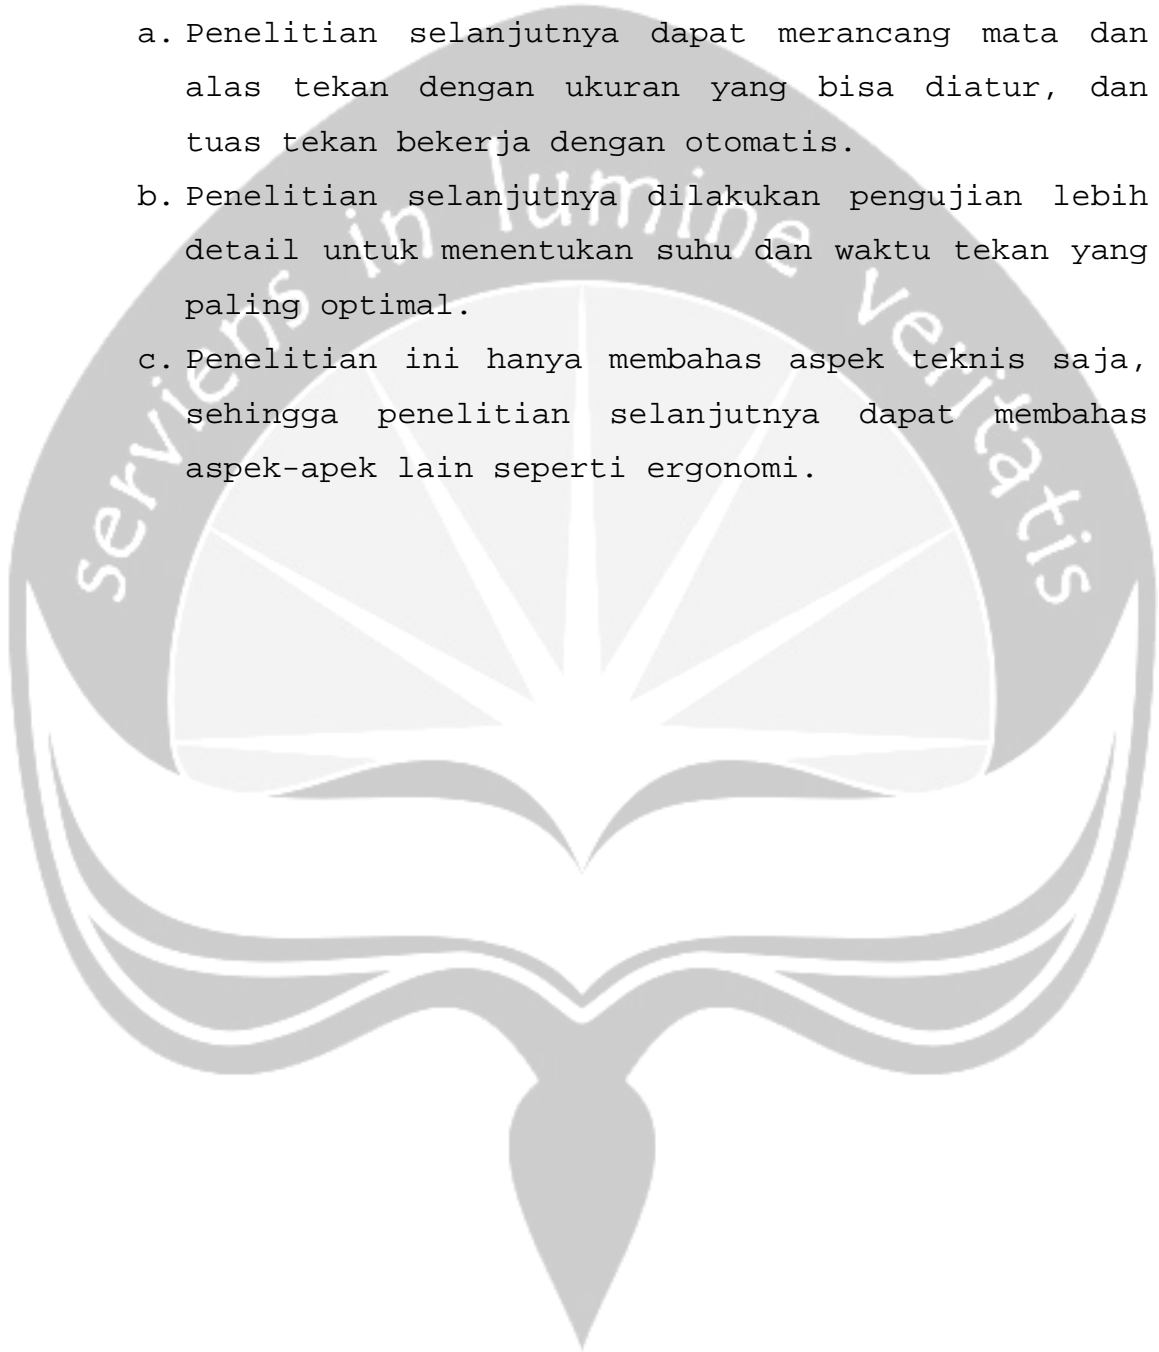 a. Penelitian selanjutnya dapat merancang mata dan
alas tekan dengan ukuran yang bisa diatur, dan
tuas tekan bekerja dengan otomatis.
b. Penelitian selanjutnya dilakukan pengujian lebih
detail untuk menentukan suhu dan waktu tekan yang
paling optimal.
c. Penelitian ini hanya membahas aspek teknis saja,
sehingga penelitian selanjutnya dapat membahas
aspek-apek lain seperti ergonomi.
serviens in lumine veritatis